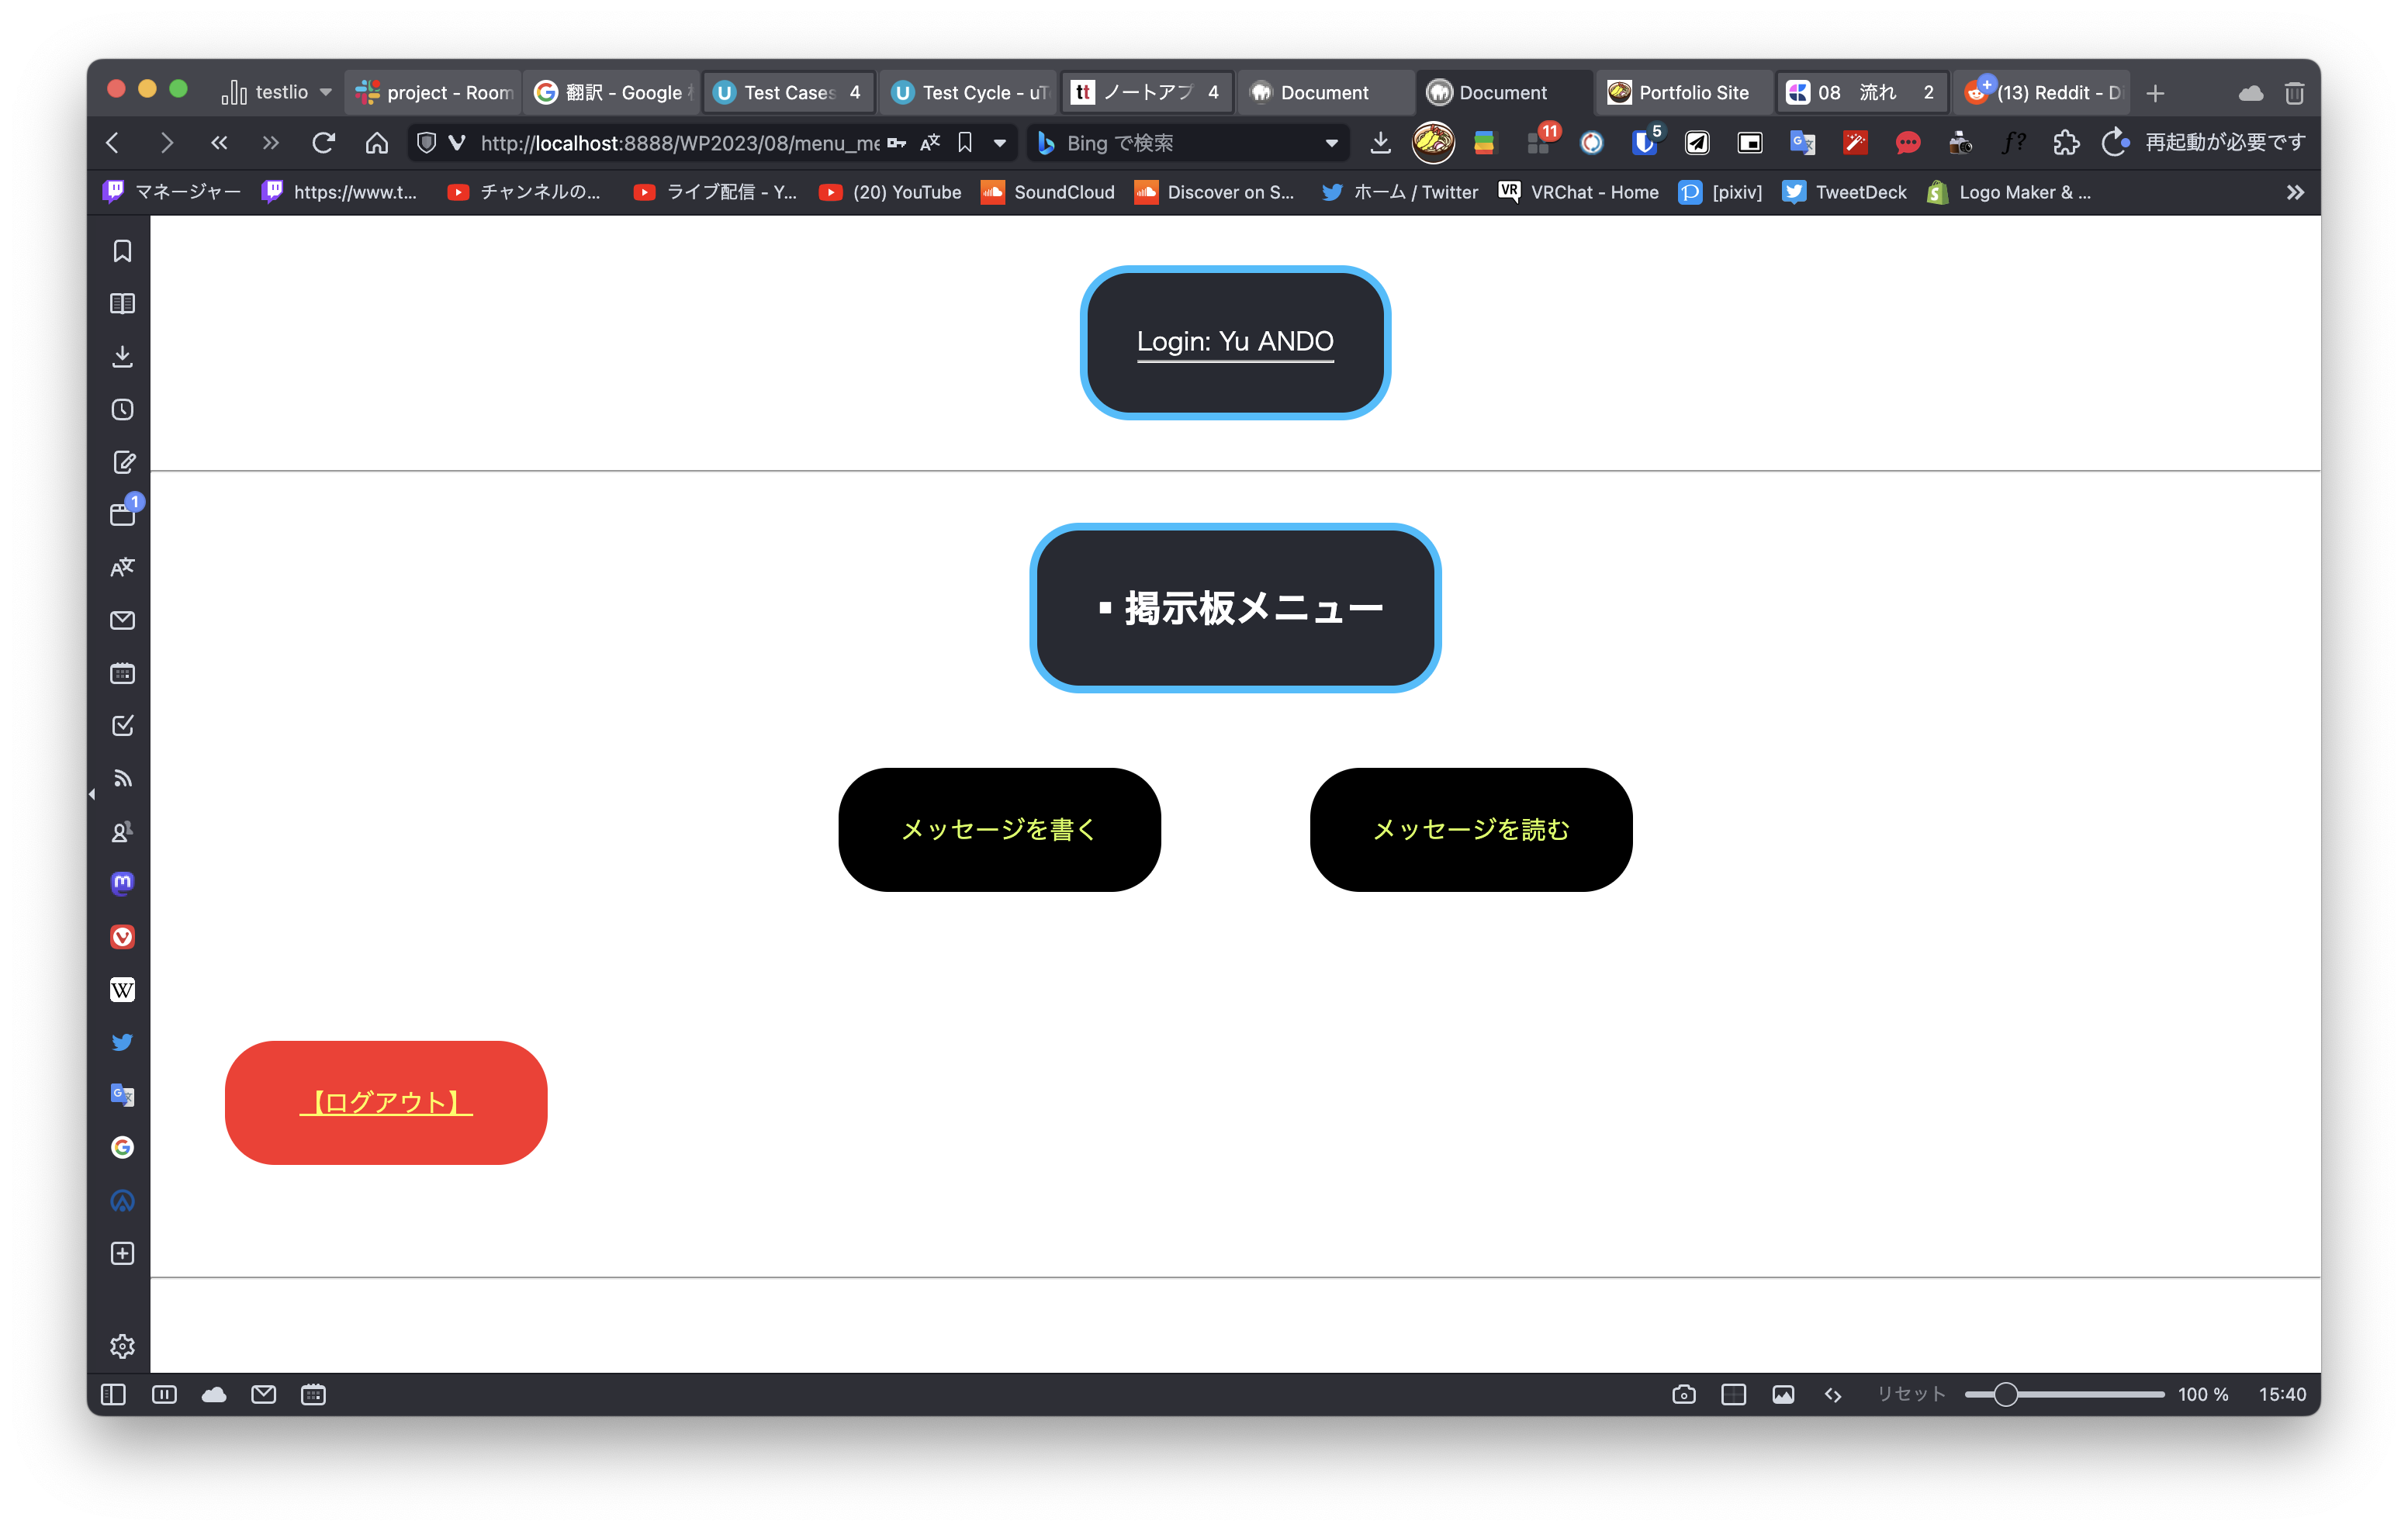 testlio
project - Room
翻訳 - Google
Test Cases 4
Test Cycle - uT
tt ノートアプ 4
Document
Document
Portfolio Site
08 流れ 2
(13) Reddit - Di
http://localhost:8888/WP2023/08/menu_me
Bing で検索
11
5
f?
再起動が必要です
マネージャー
https://www.t...
チャンネルの...
ライブ配信 - Y...
(20) YouTube
SoundCloud
Discover on S...
ホーム / Twitter
VR VRChat - Home
[pixiv]
TweetDeck
Logo Maker & ...
1
Login: Yu ANDO
▪掲示板メニュー
メッセージを書く
メッセージを読む
【ログアウト】
リセット
100 %
15:40